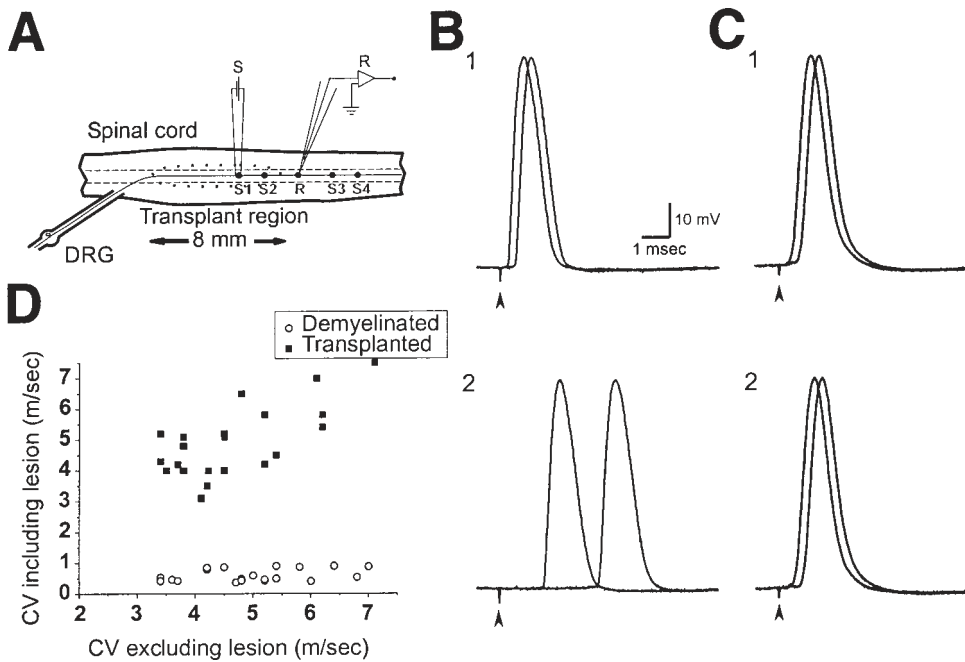 A
B
C
S
R
1
1
Spinal cord
S1 S2 R S3 S4
Transplant region
8 mm
DRG
10 mV
1 msec
D
Demyelinated
Transplanted
2
2
CV including lesion (m/sec)
7
6
5
4
3
2
1
0
2 3 4 5 6 7
CV excluding lesion (m/sec)